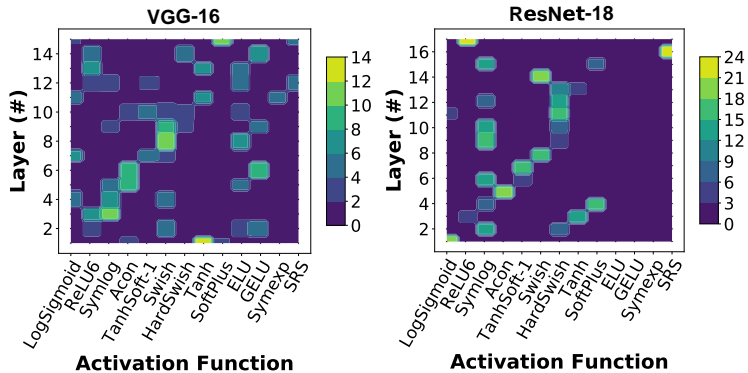 VGG-16
14
12
10
8
6
4
2
Layer (#)
LogSigmoid
ReLU6
Symlog
Acon
TanhSoft-1
Swish
HardSwish
Tanh
SoftPlus
ELU
GELU
Symexp
SRS
Activation Function
14
12
10
8
6
4
2
0
ResNet-18
16
14
12
10
8
6
4
2
Layer (#)
LogSigmoid
ReLU6
Symlog
Acon
TanhSoft-1
Swish
HardSwish
Tanh
SoftPlus
ELU
GELU
Symexp
SRS
Activation Function
24
21
18
15
12
9
6
3
0